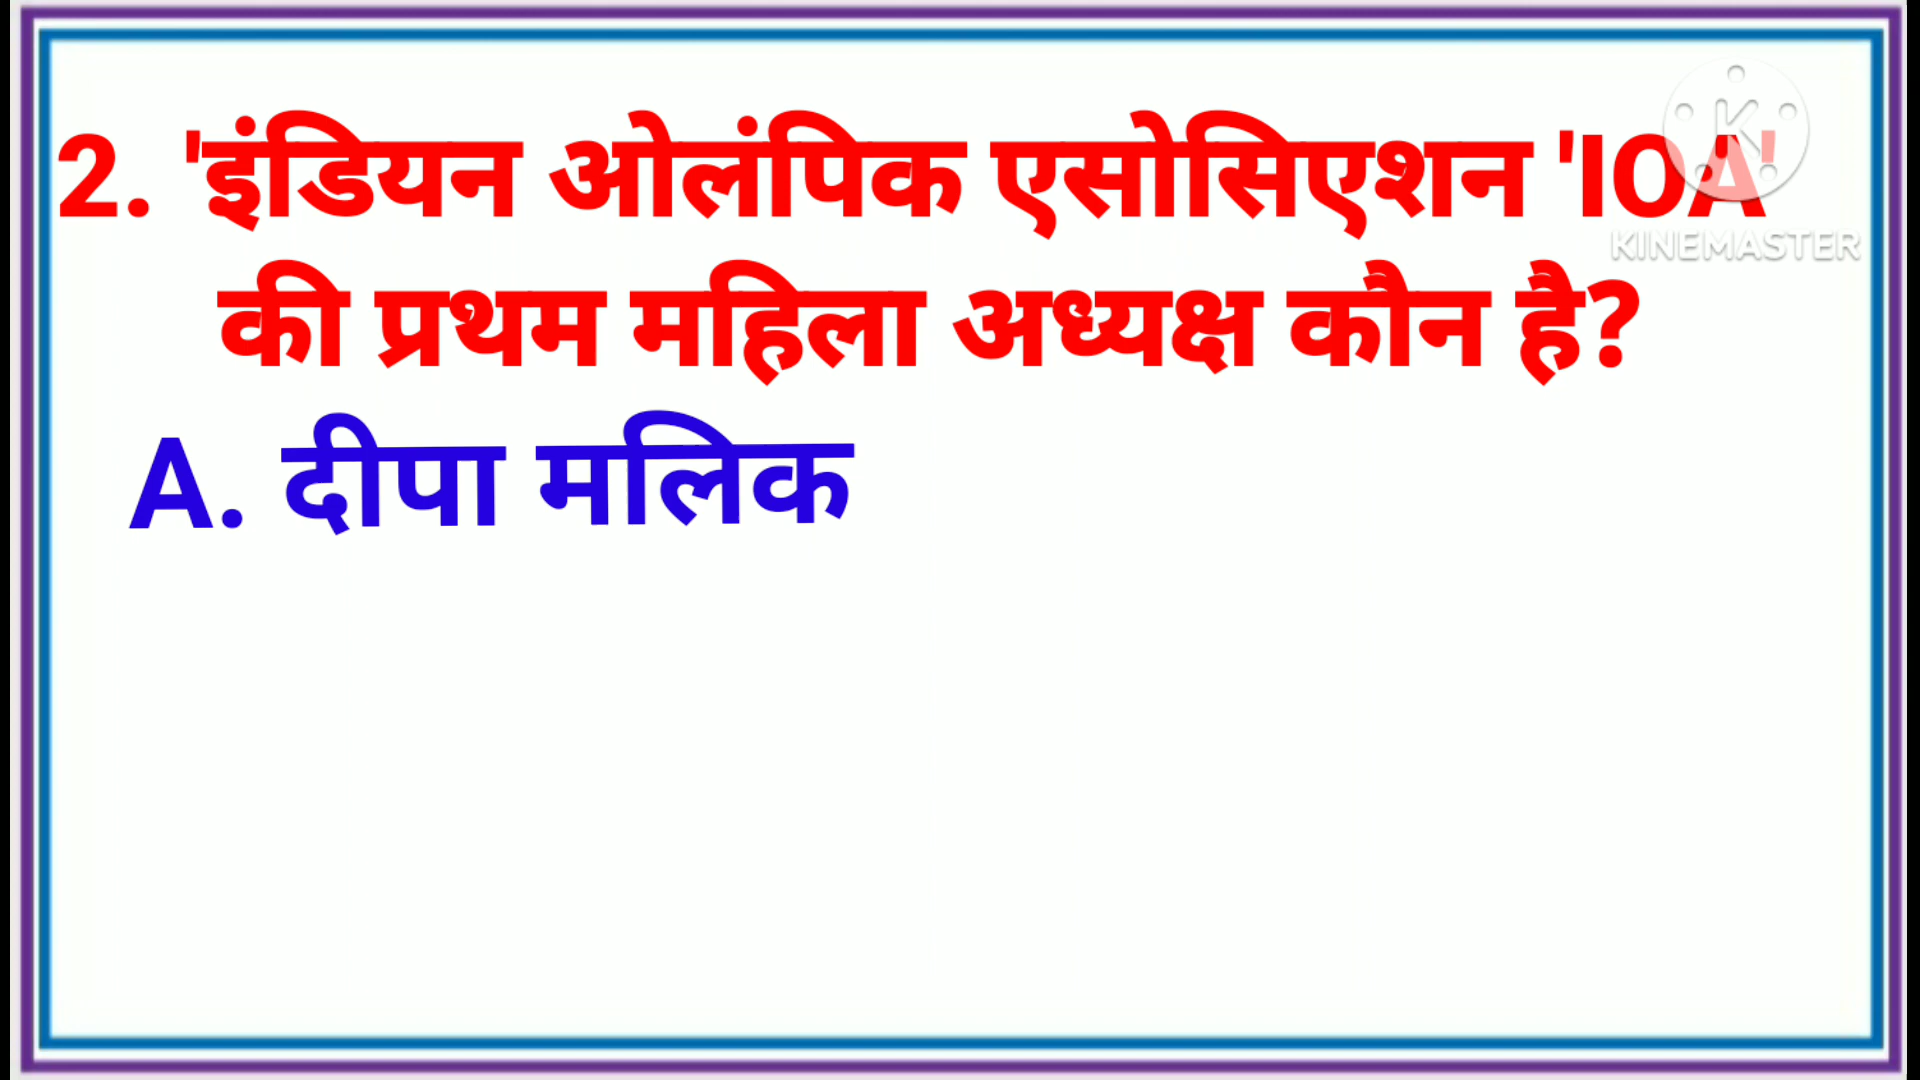 2. 'इंडियन ओलंपिक एसोसिएशन 'IOA'
की प्रथम महिला अध्यक्ष कौन है?
A. दीपा मलिक
K
KINEMASTER